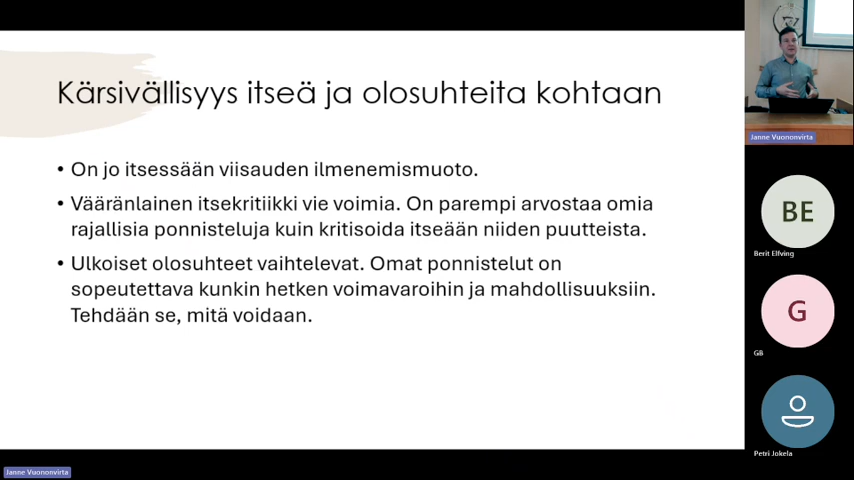 Kärsivällisyys itseä ja olosuhteita kohtaan
• On jo itsessään viisauden ilmenemismuoto.
• Vääränlainen itsekritiikki vie voimia. On parempi arvostaa omia
rajallisia ponnisteluja kuin kritisoida itseään niiden puutteista.
• Ulkoiset olosuhteet vaihtelevat. Omat ponnistelut on
sopeutettava kunkin hetken voimavaroihin ja mahdollisuuksiin.
Tehdään se, mitä voidaan.
Janne Vuononvirta
BE
Berit Elfving
G
GB
Petri Jokela
Janne Vuononvirta